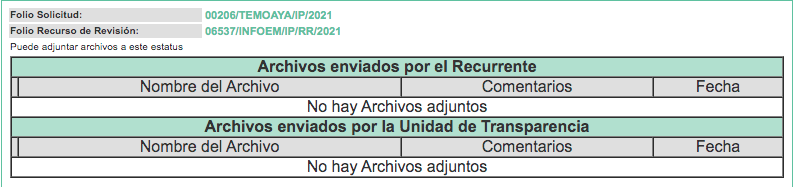 Folio Solicitud: 00206/TEMOAYA/IP/2021
Folio Recurso de Revisión: 06537/INFOEM/IP/RR/2021
Puede adjuntar archivos a este estatus
Archivos enviados por el Recurrente
Nombre del Archivo Comentarios Fecha
No hay Archivos adjuntos
Archivos enviados por la Unidad de Transparencia
Nombre del Archivo Comentarios Fecha
No hay Archivos adjuntos